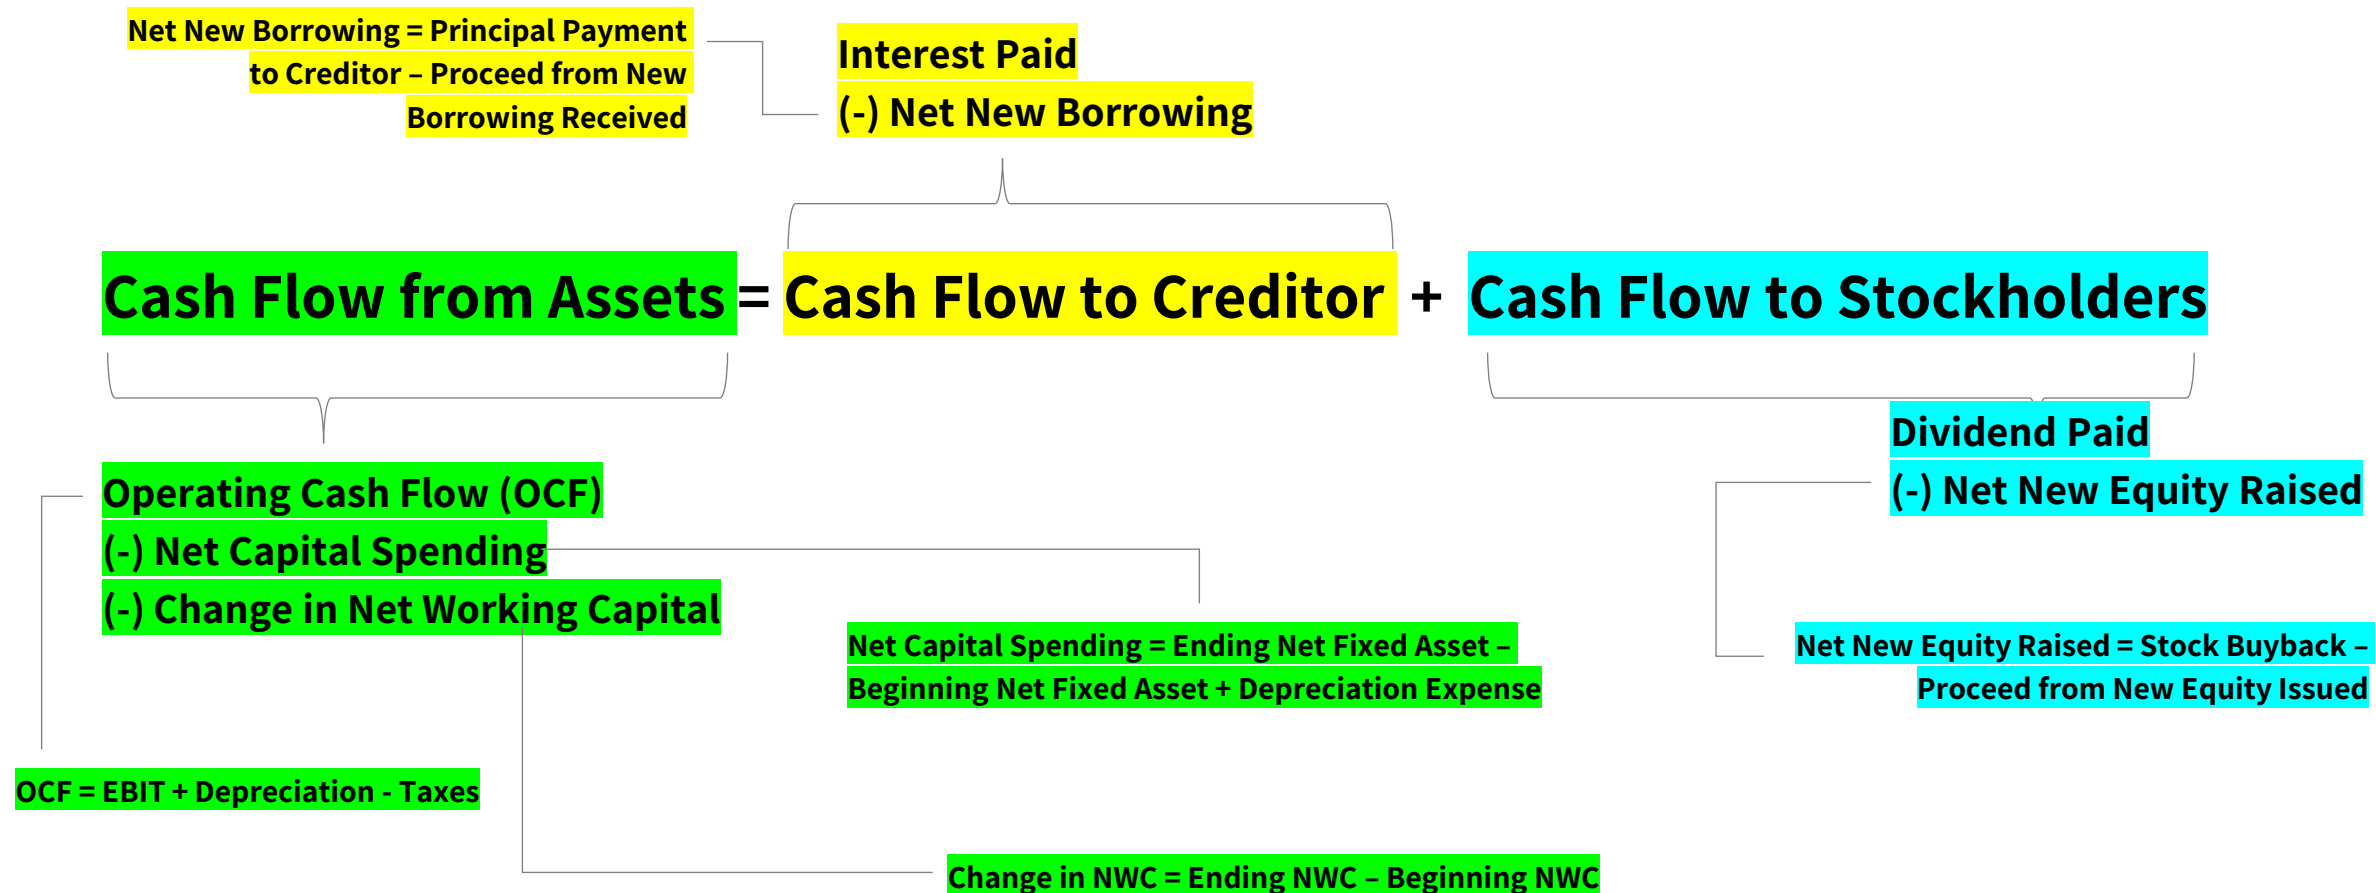 Net New Borrowing = Principal Payment
to Creditor – Proceed from New
Borrowing Received
Interest Paid
(-) Net New Borrowing
Cash Flow from Assets = Cash Flow to Creditor + Cash Flow to Stockholders
Dividend Paid
(-) Net New Equity Raised
Operating Cash Flow (OCF)
(-) Net Capital Spending
(-) Change in Net Working Capital
Net Capital Spending = Ending Net Fixed Asset –
Beginning Net Fixed Asset + Depreciation Expense
Net New Equity Raised = Stock Buyback –
Proceed from New Equity Issued
OCF = EBIT + Depreciation - Taxes
Change in NWC = Ending NWC – Beginning NWC